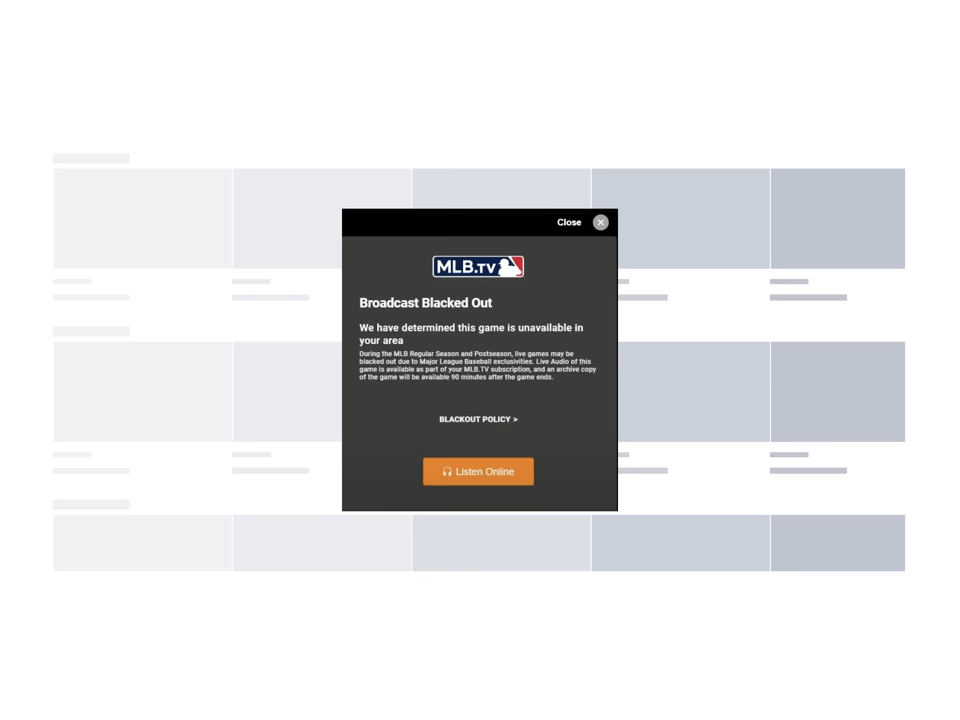 Close
MLB.TV
Broadcast Blacked Out
We have determined this game is unavailable in
your area
During the MLB Regular Season and Postseason, live games may be
blacked out due to Major League Baseball exclusivities. Live Audio of this
game is available as part of your MLB.TV subscription, and an archive copy
of the game will be available 90 minutes after the game ends.
BLACKOUT POLICY >
Listen Online